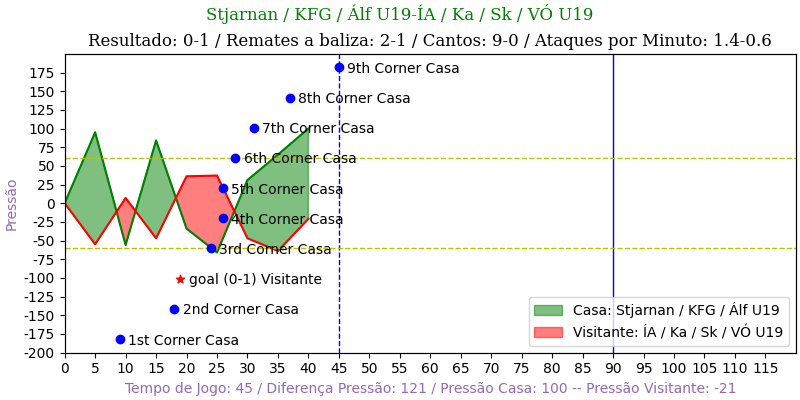 Stjarnan / KFG / Álf U19-ÍA / Ka / Sk / VÓ U19
Resultado: 0-1 / Remates a baliza: 2-1 / Cantos: 9-0 / Ataques por Minuto: 1.4-0.6
Pressão
175
150
125
100
75
50
25
0
-25
-50
-75
-100
-125
-150
-175
-200
9th Corner Casa
8th Corner Casa
7th Corner Casa
6th Corner Casa
5th Corner Casa
4th Corner Casa
3rd Corner Casa
goal (0-1) Visitante
2nd Corner Casa
1st Corner Casa
Casa: Stjarnan / KFG / Álf U19
Visitante: ÍA / Ka / Sk / VÓ U19
0 5 10 15 20 25 30 35 40 45 50 55 60 65 70 75 80 85 90 95 100 105 110 115
Tempo de Jogo: 45 / Diferença Pressão: 121 / Pressão Casa: 100 -- Pressão Visitante: -21